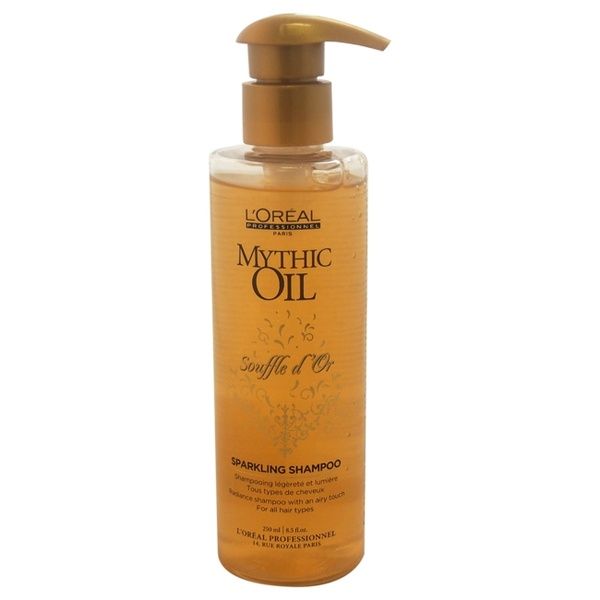 L'ORÉAL
PROFESSIONNEL
PARIS
MYTHIC
OIL
Souffle d'Or
SPARKLING SHAMPOO
Shampooing légèreté et lumière
Tous types de cheveux
Radiance shampoo with an airy touch
For all hair types
250 ml | 8.5 fl.oz.
L'ORÉAL PROFESSIONNEL
14, RUE ROYALE PARIS